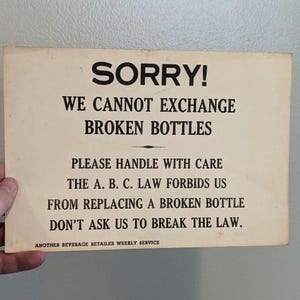 SORRY!
WE CANNOT EXCHANGE
BROKEN BOTTLES
PLEASE HANDLE WITH CARE
THE A. B. C. LAW FORBIDS US
FROM REPLACING A BROKEN BOTTLE
DON'T ASK US TO BREAK THE LAW.
ANOTHER BEVERAGE RETAILER WEEKLY SERVICE